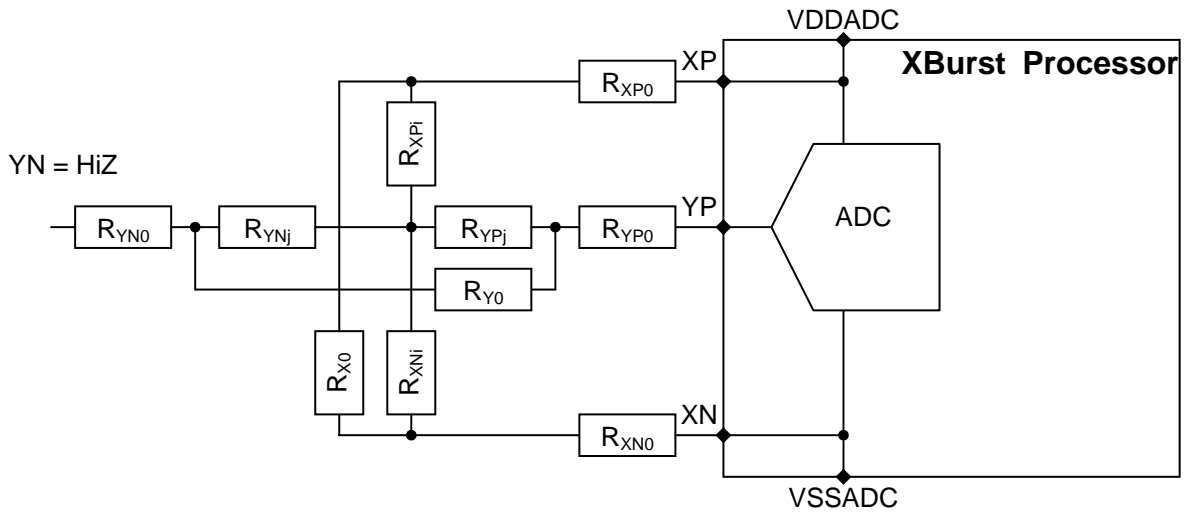 VDDADC
XBurst Processor
XP
R_XP0
R_XPi
YN = HiZ
R_YN0
R_YNj
R_YPj
R_YP0
YP
ADC
R_Y0
R_X0
R_XNi
XN
R_XN0
VSSADC